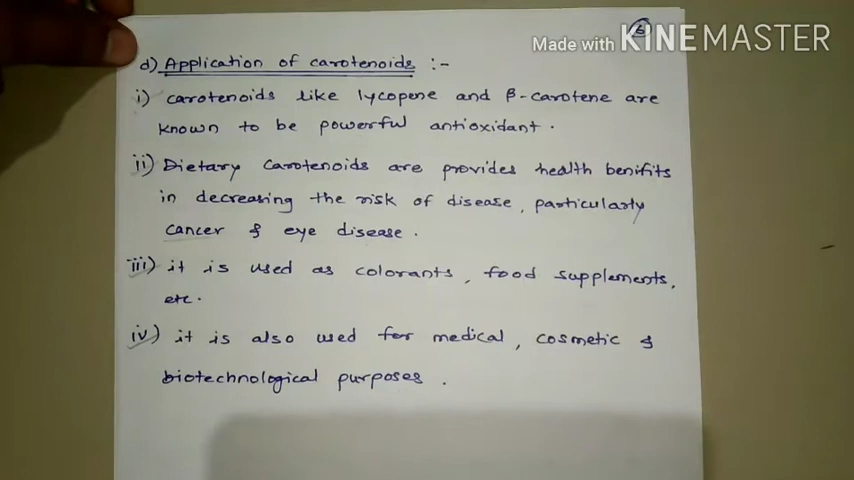 Made with KINEMASTER
d) Application of carotenoids :-
i) carotenoids like lycopene and β-carotene are
known to be powerful antioxidant.
ii) Dietary carotenoids are provides health benifits
in decreasing the risk of disease, particularly
cancer & eye disease.
iii) it is used as colorants, food supplements,
etc.
iv) it is also used for medical, cosmetic &
biotechnological purposes.